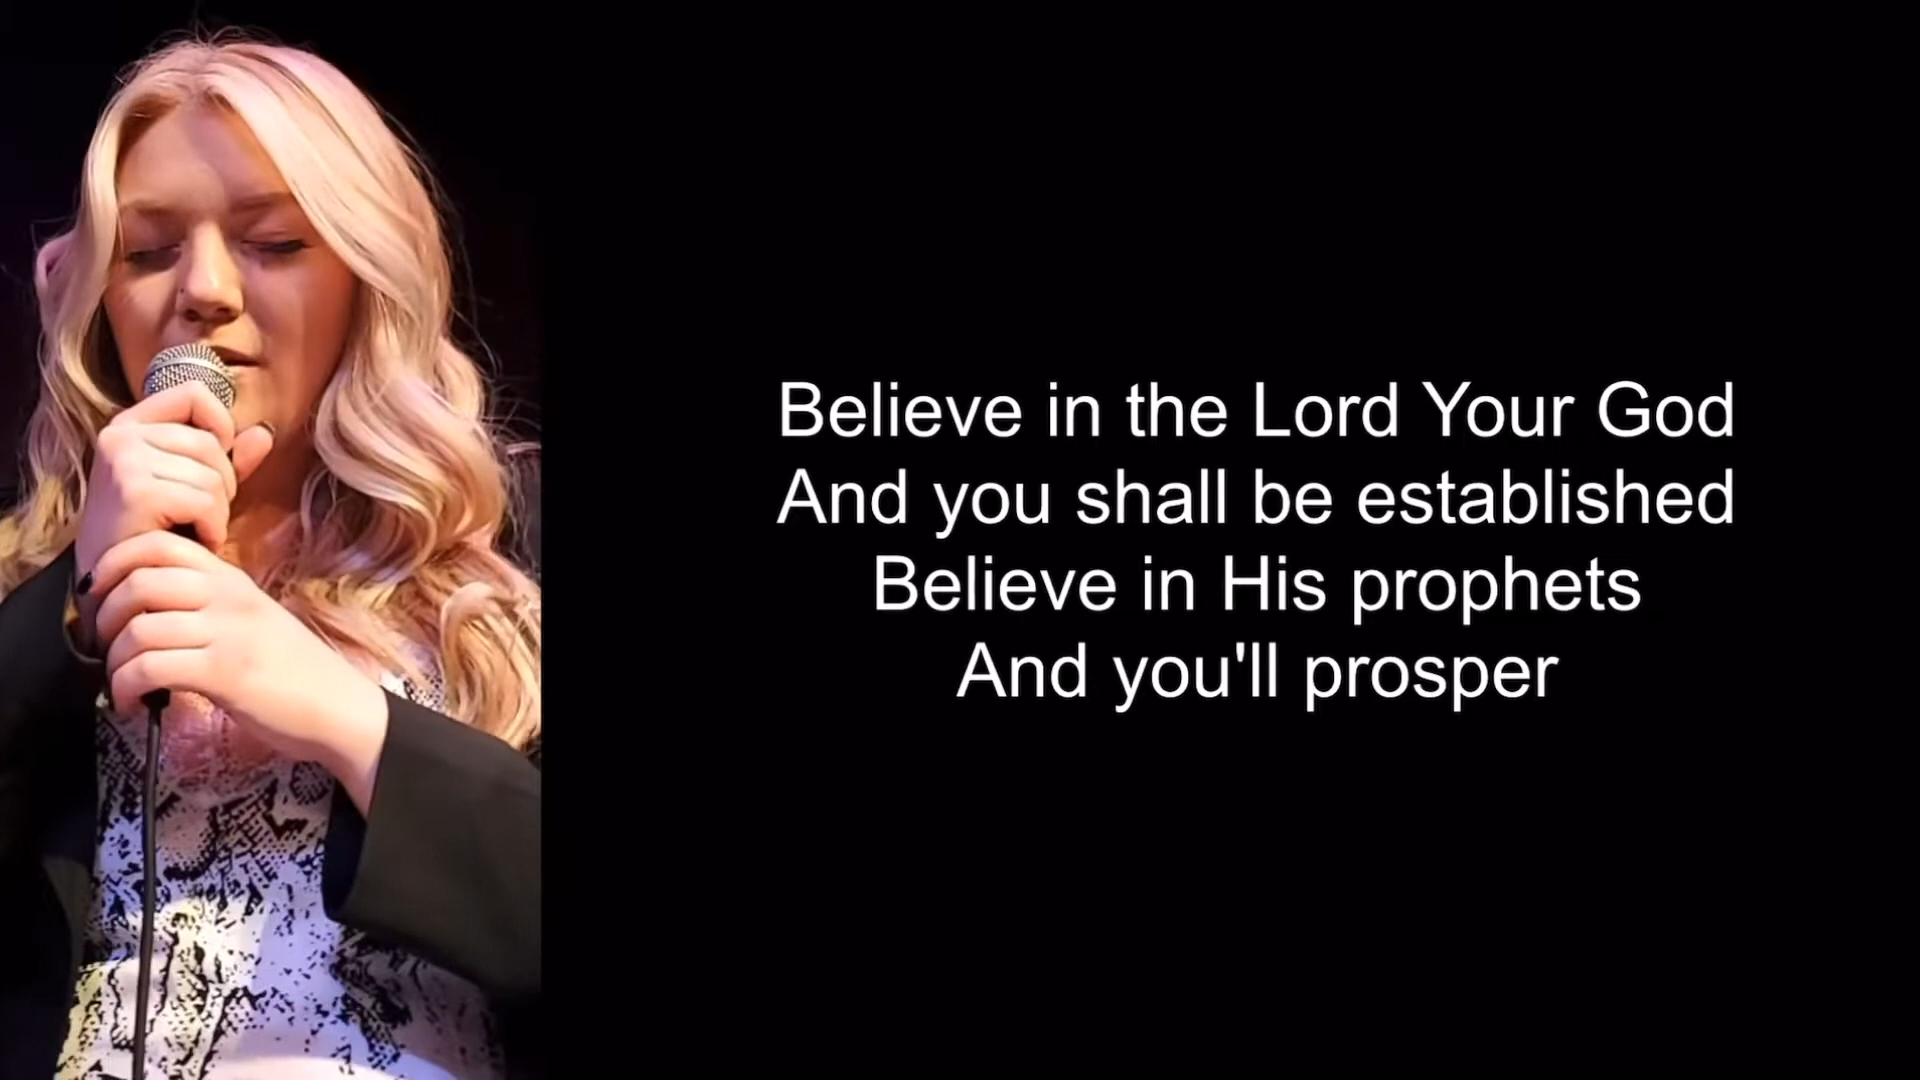 Believe in the Lord Your God
And you shall be established
Believe in His prophets
And you'll prosper